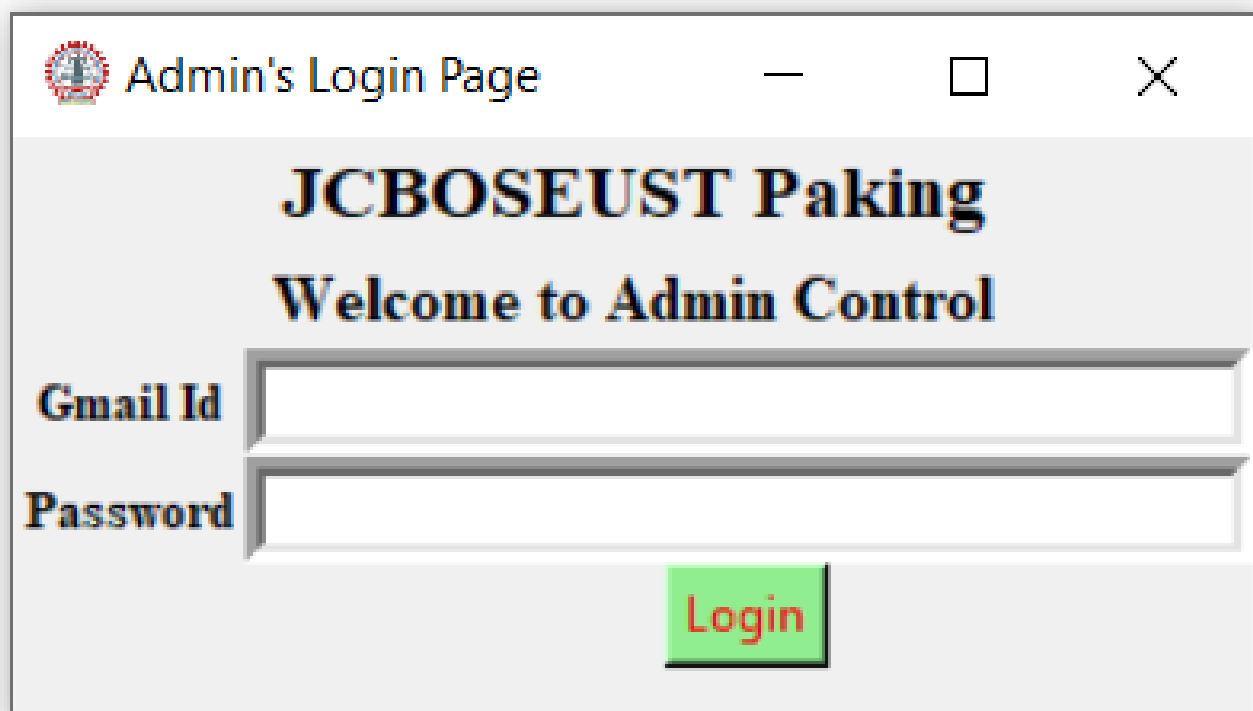 Admin's Login Page
JCBOSEUST Paking
Welcome to Admin Control
Gmail Id
Password
Login